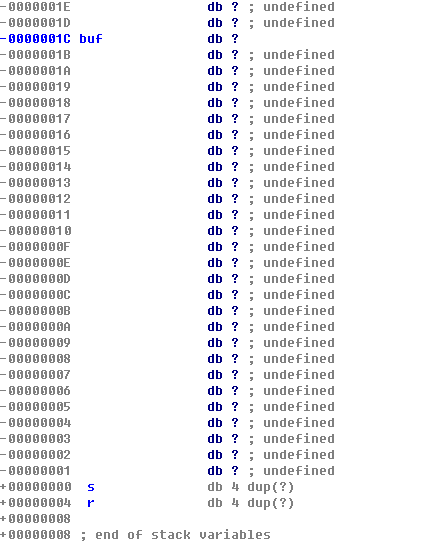 -0000001E db ? ; undefined
-0000001D db ? ; undefined
-0000001C buf db ?
-0000001B db ? ; undefined
-0000001A db ? ; undefined
-00000019 db ? ; undefined
-00000018 db ? ; undefined
-00000017 db ? ; undefined
-00000016 db ? ; undefined
-00000015 db ? ; undefined
-00000014 db ? ; undefined
-00000013 db ? ; undefined
-00000012 db ? ; undefined
-00000011 db ? ; undefined
-00000010 db ? ; undefined
-0000000F db ? ; undefined
-0000000E db ? ; undefined
-0000000D db ? ; undefined
-0000000C db ? ; undefined
-0000000B db ? ; undefined
-0000000A db ? ; undefined
-00000009 db ? ; undefined
-00000008 db ? ; undefined
-00000007 db ? ; undefined
-00000006 db ? ; undefined
-00000005 db ? ; undefined
-00000004 db ? ; undefined
-00000003 db ? ; undefined
-00000002 db ? ; undefined
-00000001 db ? ; undefined
+00000000 s db 4 dup(?)
+00000004 r db 4 dup(?)
+00000008
+00000008 ; end of stack variables